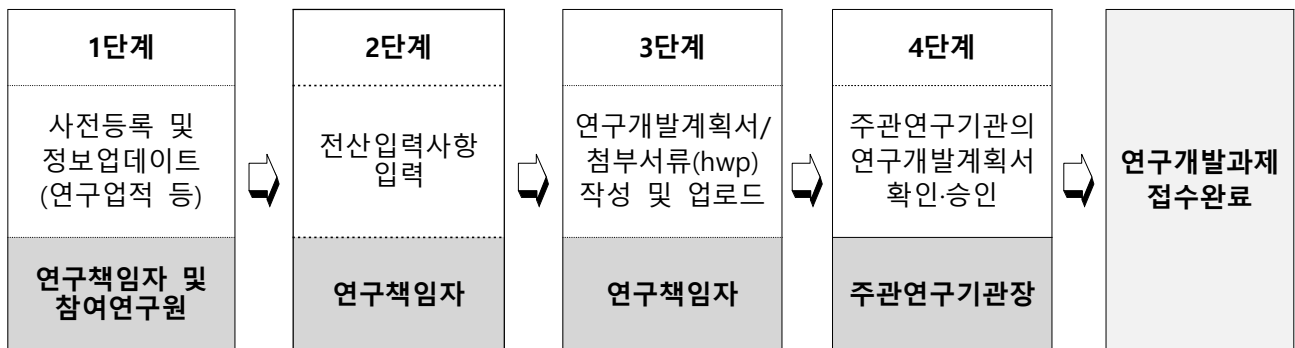 1단계
사전등록 및
정보업데이트
(연구업적 등)
연구책임자 및
참여연구원
2단계
전산입력사항
입력
연구책임자
3단계
연구개발계획서/
첨부서류(hwp)
작성 및 업로드
연구책임자
4단계
주관연구기관의
연구개발계획서
확인·승인
주관연구기관장
연구개발과제
접수완료